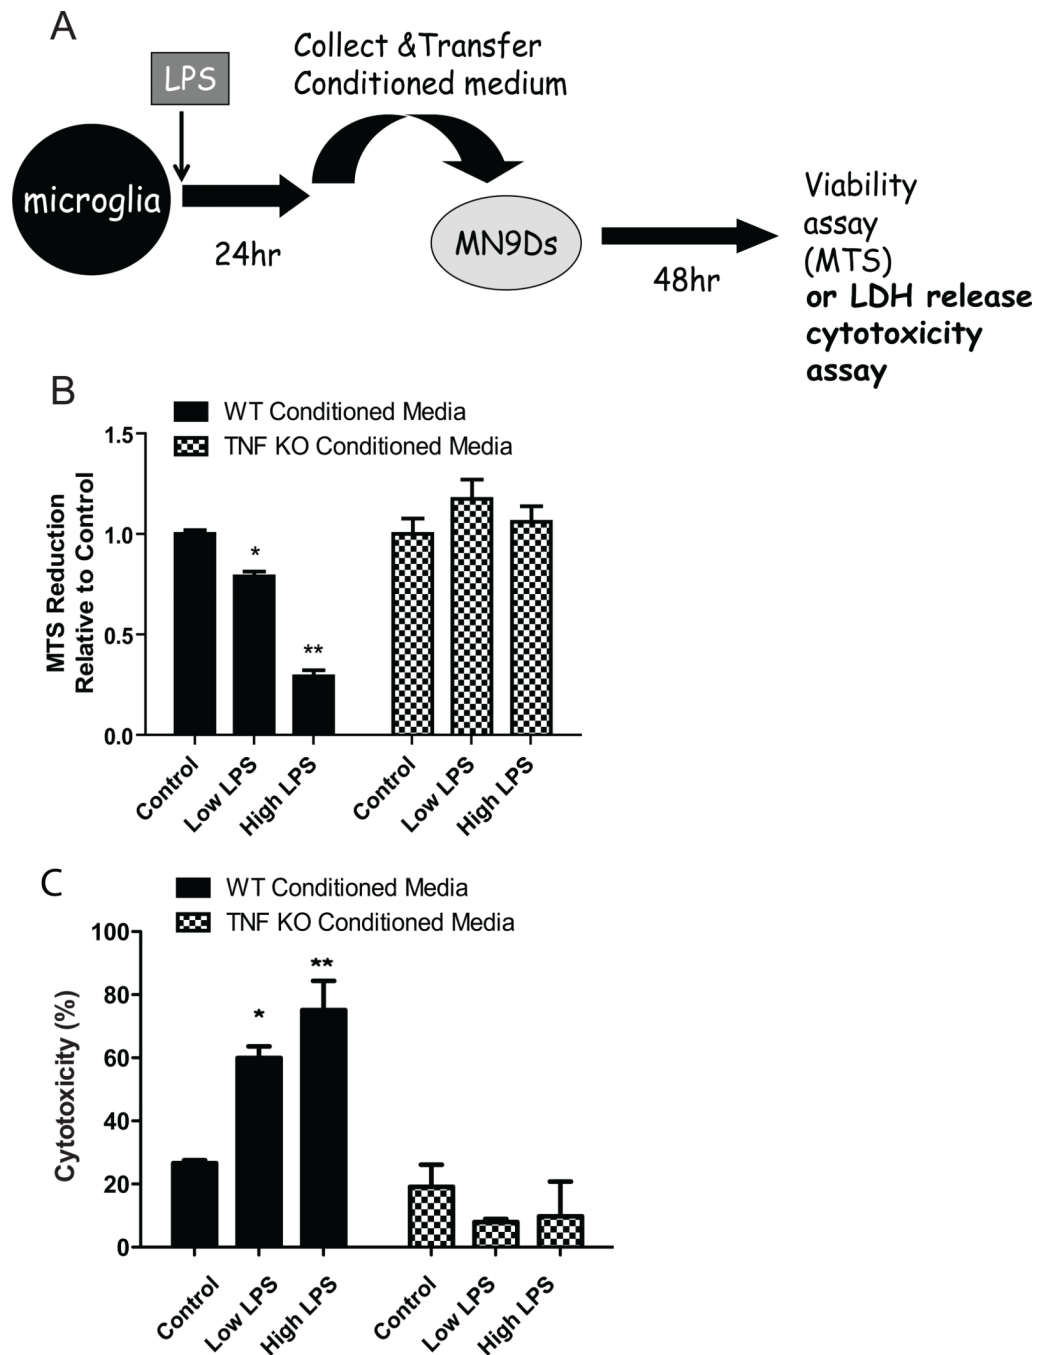 A
LPS
Collect &Transfer
Conditioned medium
microglia
24hr
MN9Ds
48hr
Viability
assay
(MTS)
or LDH release
cytotoxicity
assay
B
WT Conditioned Media
TNF KO Conditioned Media
MTS Reduction
Relative to Control
1.5
1.0
0.5
0.0
*
**
Control
Low LPS
High LPS
Control
Low LPS
High LPS
C
WT Conditioned Media
TNF KO Conditioned Media
Cytotoxicity (%)
100
80
60
40
20
0
*
**
Control
Low LPS
High LPS
Control
Low LPS
High LPS